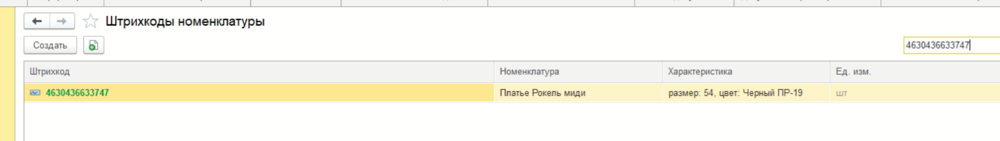 Штрихкоды номенклатуры
Создать
4630436633747
Штрихкод Номенклатура Характеристика Ед. изм.
4630436633747 Платье Рокель миди размер: 54, цвет: Черный ПР-19 шт